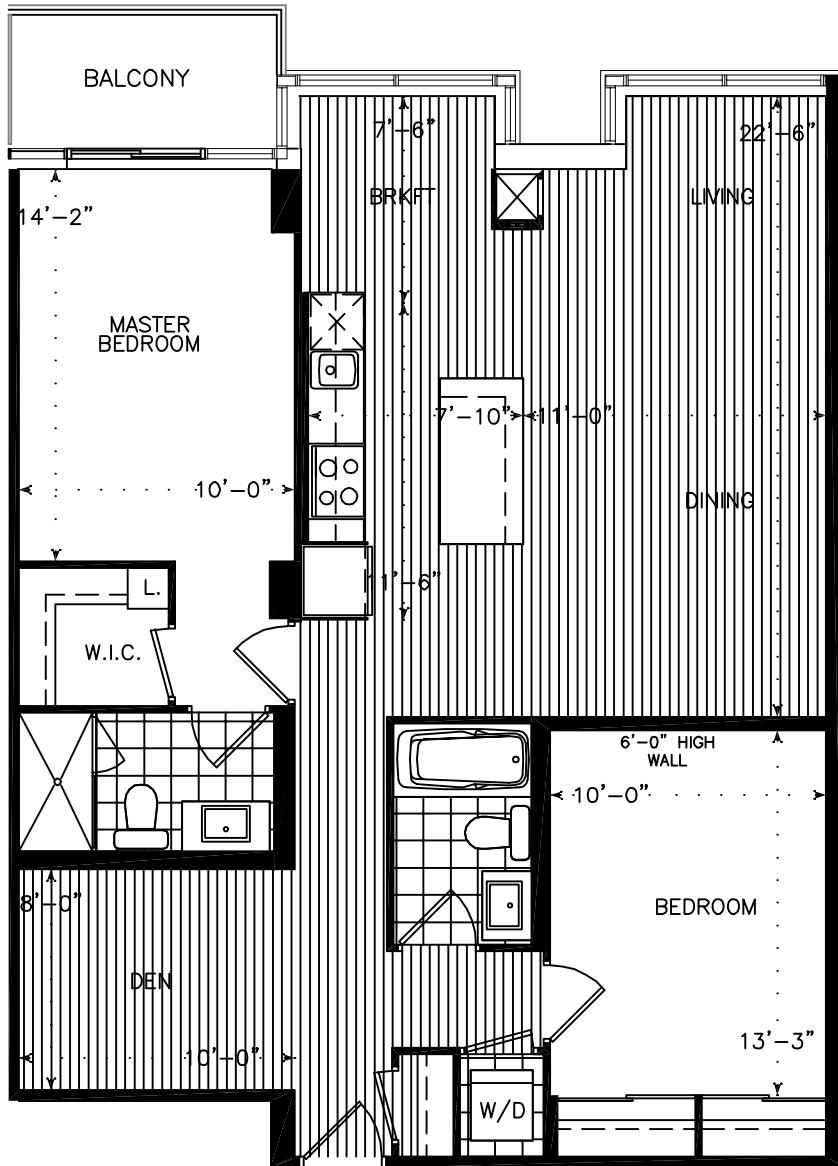 BALCONY
7'-6"
22'-6"
BRKFT
LIVING
14'-2"
MASTER
BEDROOM
7'-10"
11'-0"
10'-0"
DINING
11'-6"
L.
W.I.C.
6'-0" HIGH
WALL
10'-0"
8'-0"
BEDROOM
DEN
13'-3"
10'-0"
W/D